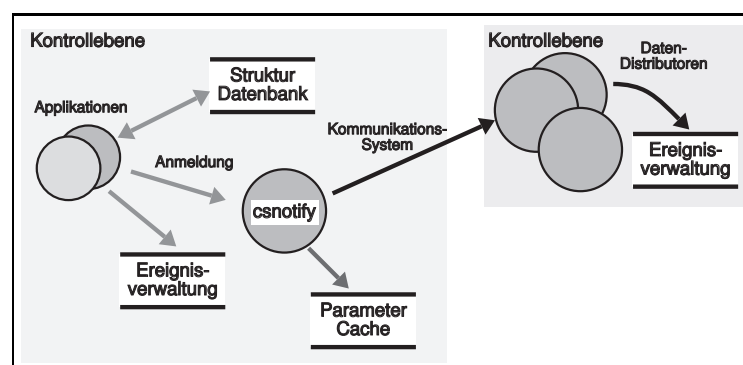 Kontrollebene
Struktur
Datenbank
Applikationen
Anmeldung
csnotify
Ereignis-
verwaltung
Parameter
Cache
Kommunikations-
System
Kontrollebene
Daten-
Distributoren
Ereignis-
verwaltung